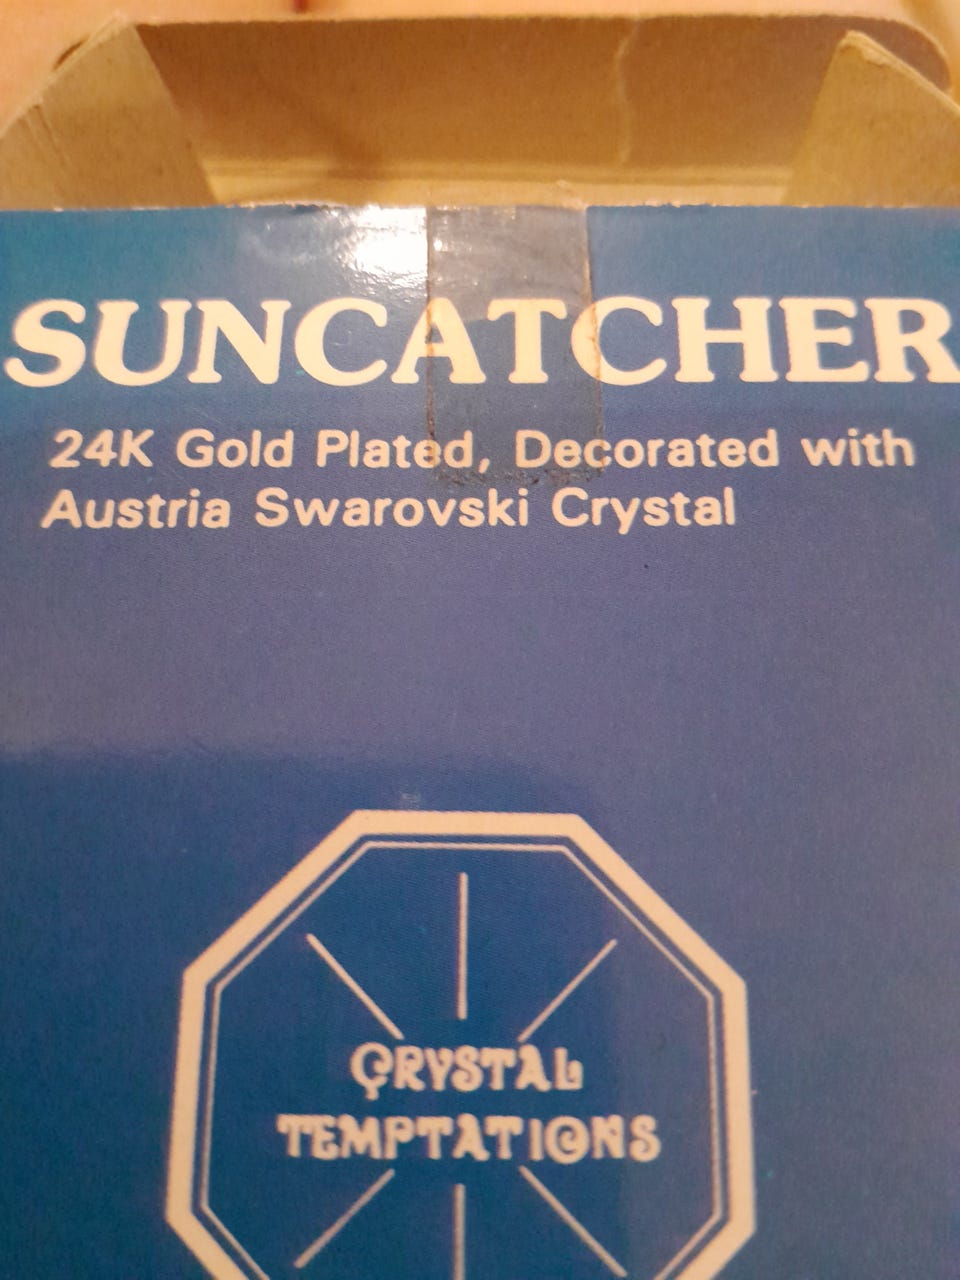 SUNCATCHER
24K Gold Plated, Decorated with
Austria Swarovski Crystal
CRYSTAL
TEMPTATIONS